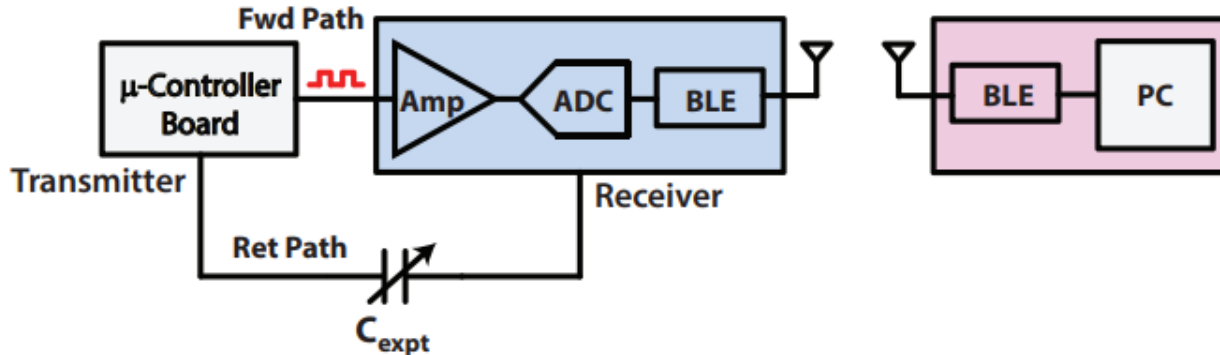 Fwd Path
μ-Controller
Board
Amp
ADC
BLE
BLE
PC
Transmitter
Receiver
Ret Path
Cexpt